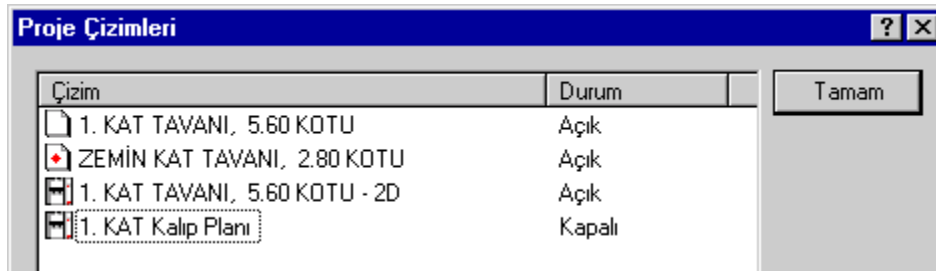 Proje Çizimleri
Çizim Durum Tamam
1. KAT TAVANI, 5.60 KOTU Açık
ZEMİN KAT TAVANI, 2.80 KOTU Açık
1. KAT TAVANI, 5.60 KOTU - 2D Açık
1. KAT Kalıp Planı Kapalı